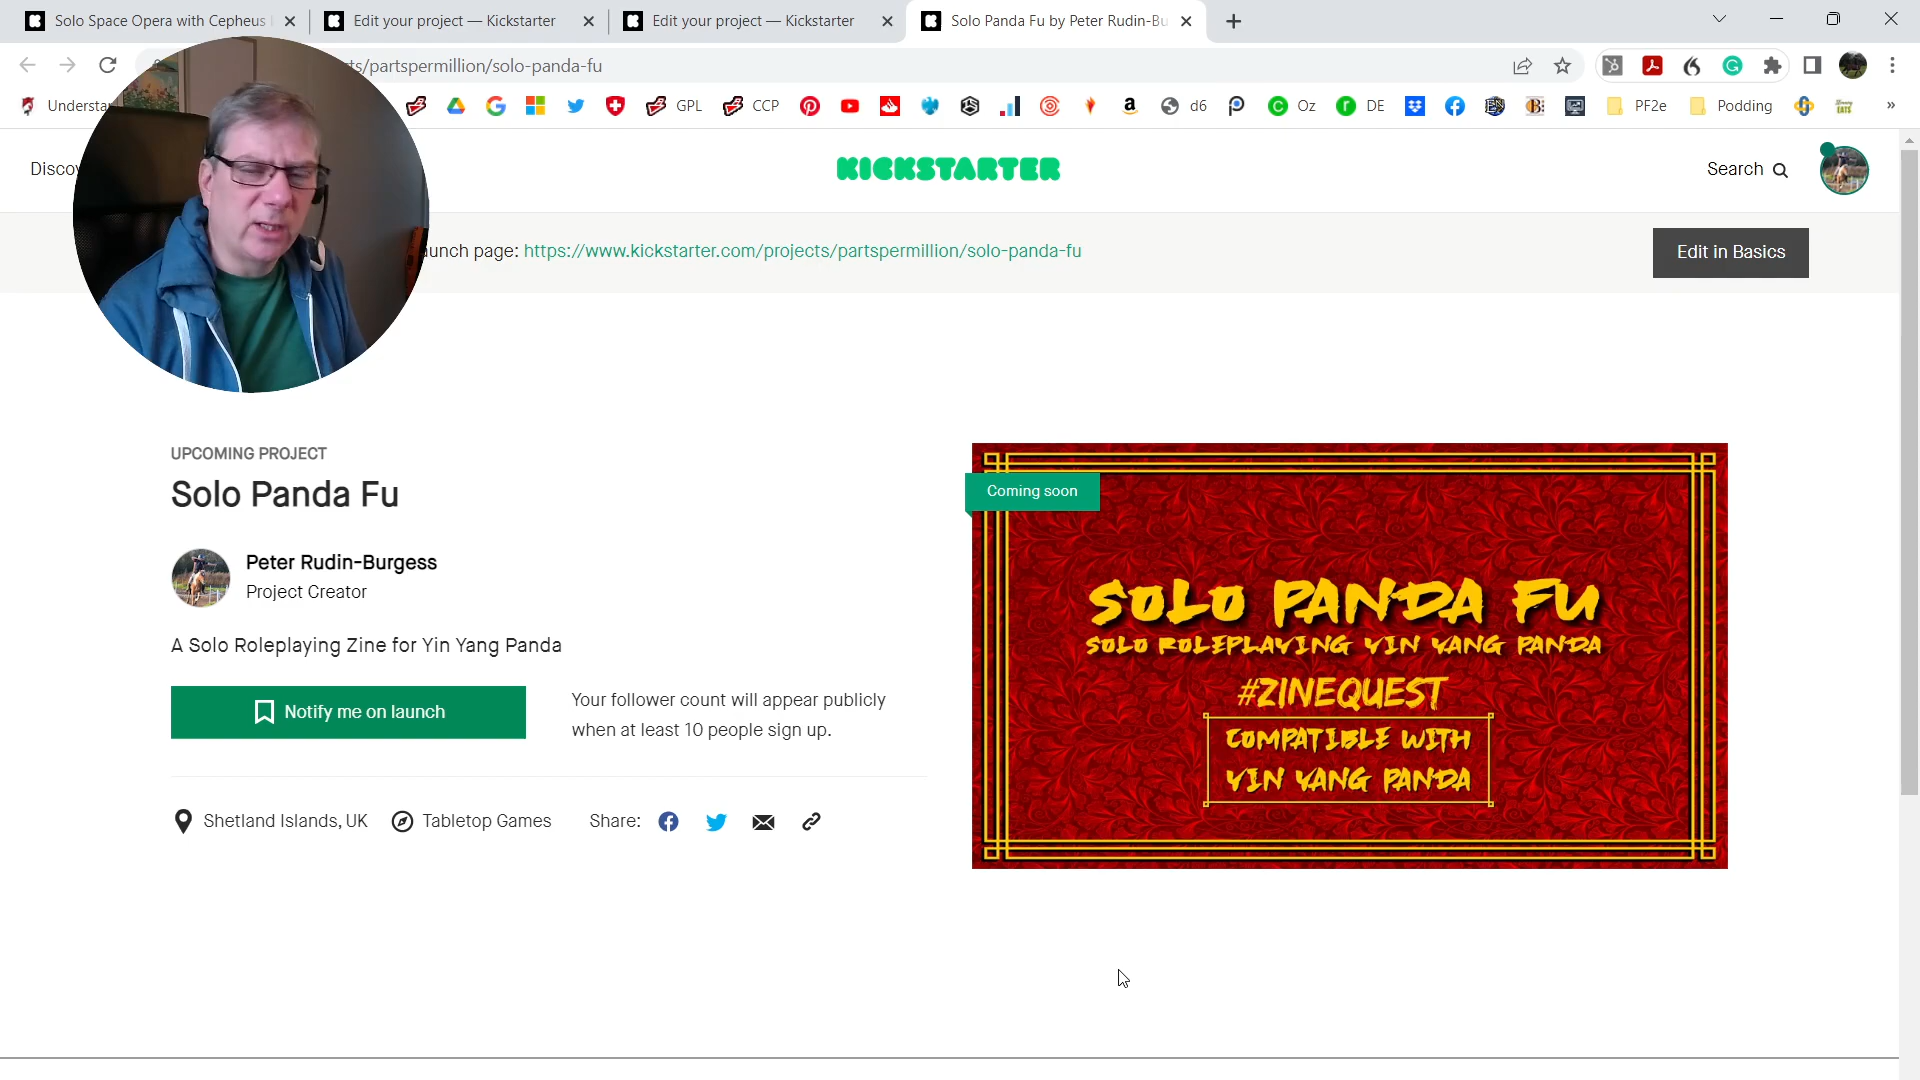 Solo Space Opera with Cepheus
Edit your project — Kickstarter
Edit your project — Kickstarter
Solo Panda Fu by Peter Rudin-Bu
ts/partspermillion/solo-panda-fu
GPL
CCP
d6
Oz
DE
PF2e
Podding
»
KICKSTARTER
Search
launch page: https://www.kickstarter.com/projects/partspermillion/solo-panda-fu
Edit in Basics
UPCOMING PROJECT
Solo Panda Fu
Peter Rudin-Burgess
Project Creator
A Solo Roleplaying Zine for Yin Yang Panda
Notify me on launch
Your follower count will appear publicly
when at least 10 people sign up.
Shetland Islands, UK
Tabletop Games
Share:
Coming soon
SOLO PANDA FU
SOLO ROLEPLAYING YIN YANG PANDA
#ZINEQUEST
COMPATIBLE WITH
YIN YANG PANDA